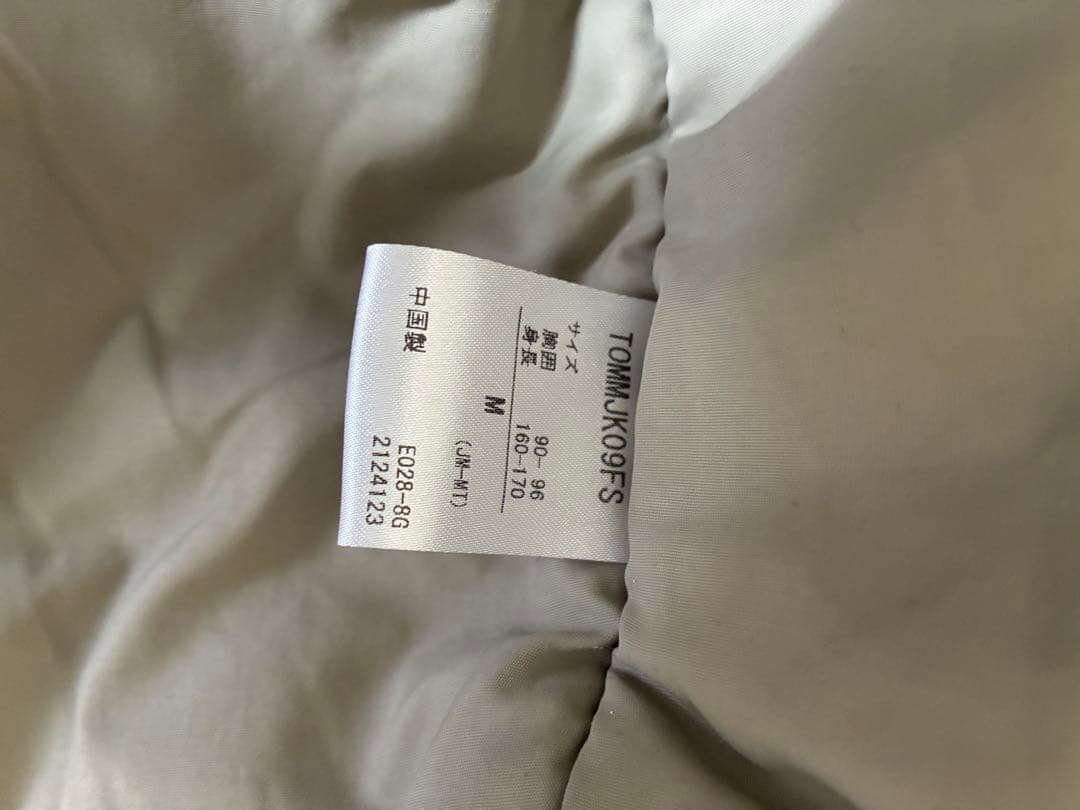 TOMMJK09FS
サイズ
胸囲 90- 96
身長 160-170
M
(JM-MT)
中国製
E028-8G
2124123